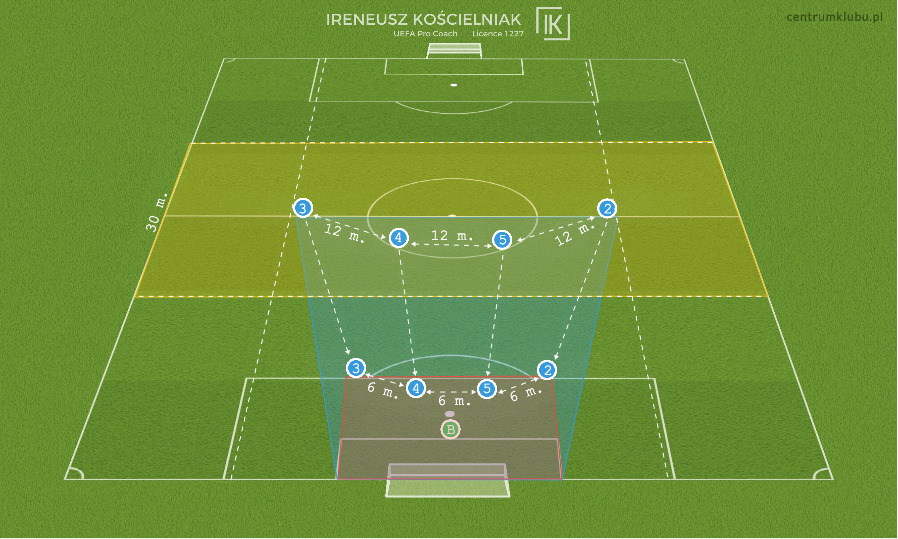 IRENEUSZ KOŚCIELNIAK
UEFA Pro Coach Licence 1227
IK
centrumklubu.pl
30 m.
3
2
4
5
12 m.
12 m.
12 m.
3
2
4
5
6 m.
6 m.
6 m.
B